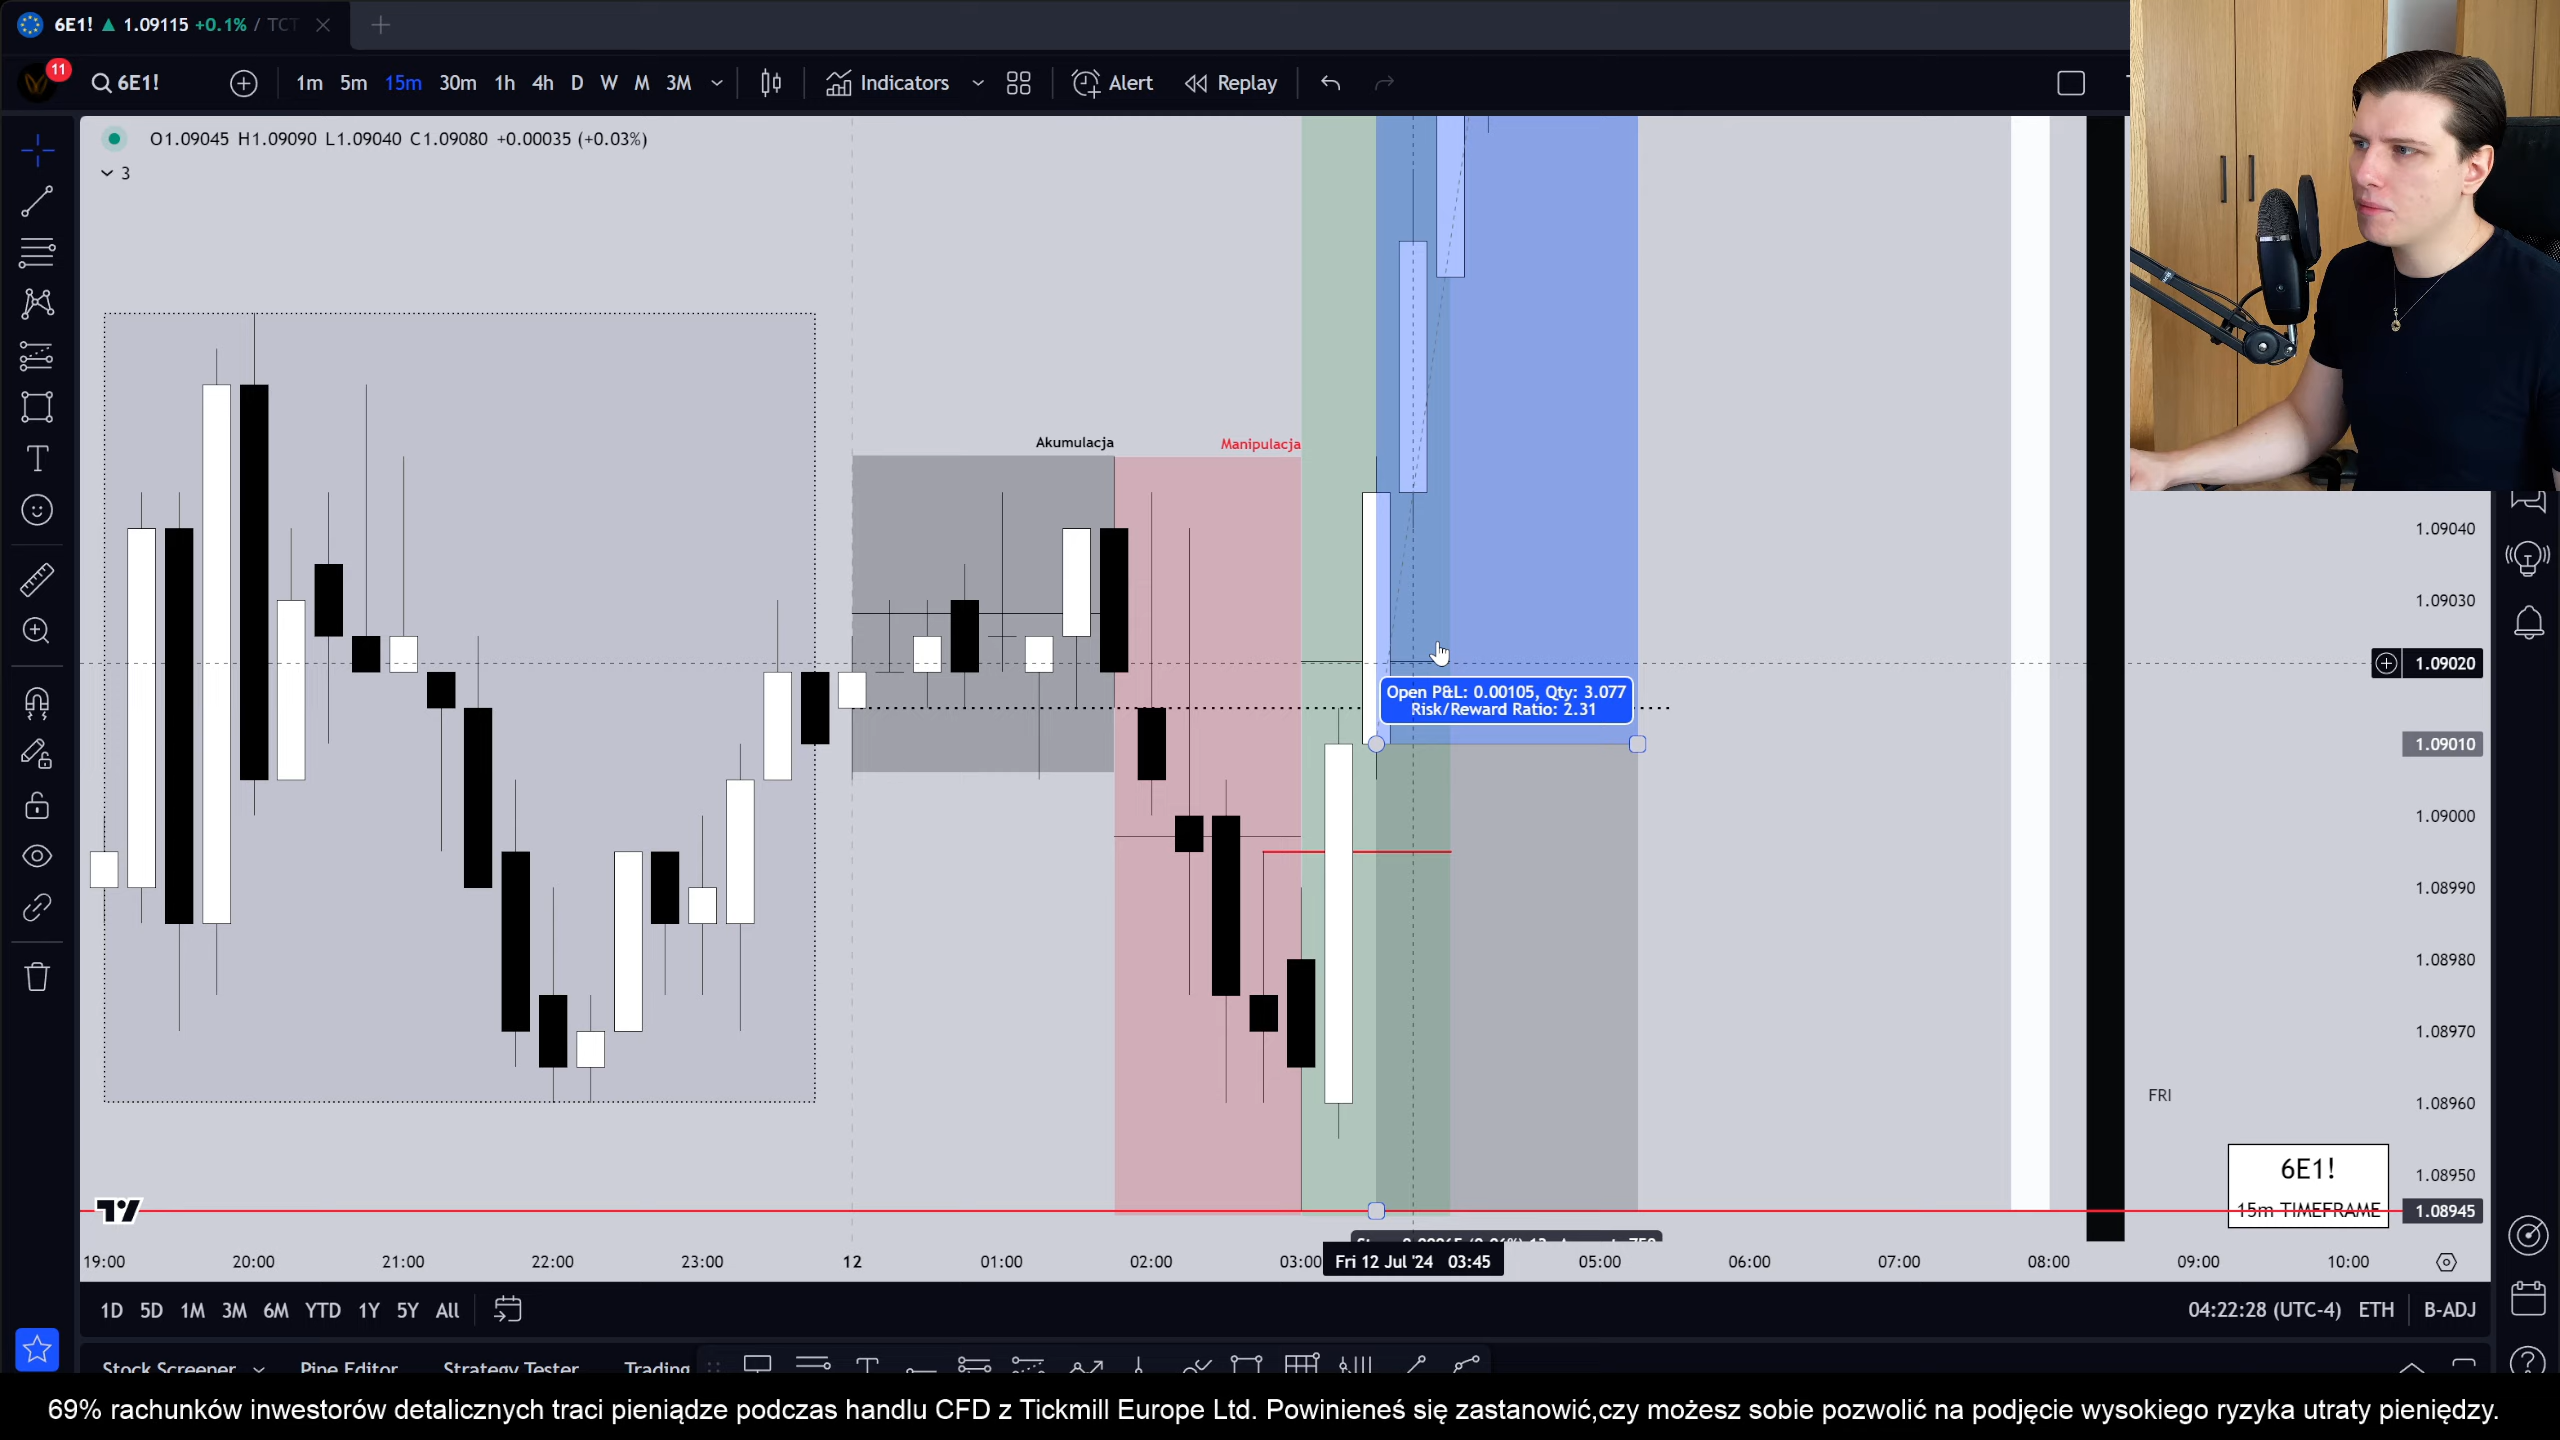 6E1! ▲ 1.09115 +0.1% / TCT
11
6E1!
1m 5m 15m 30m 1h 4h D W M 3M Indicators Alert Replay
O1.09045 H1.09090 L1.09040 C1.09080 +0.00035 (+0.03%)
3
Akumulacja
Manipulacja
Open P&L: 0.00105, Qty: 3.077
Risk/Reward Ratio: 2.31
1.09040
1.09030
1.09020
1.09010
1.09000
1.08990
1.08980
1.08970
1.08960
1.08950
1.08945
FRI
6E1!
15m TIMEFRAME
19:00 20:00 21:00 22:00 23:00 12 01:00 02:00 03:00 Fri 12 Jul '24 03:45 05:00 06:00 07:00 08:00 09:00 10:00
1D 5D 1M 3M 6M YTD 1Y 5Y All 04:22:28 (UTC-4) ETH B-ADJ
Stock Screener Pine Editor Strategy Tester Trading
69% rachunków inwestorów detalicznych traci pieniądze podczas handlu CFD z Tickmill Europe Ltd. Powinieneś się zastanowić,czy możesz sobie pozwolić na podjęcie wysokiego ryzyka utraty pieniędzy.